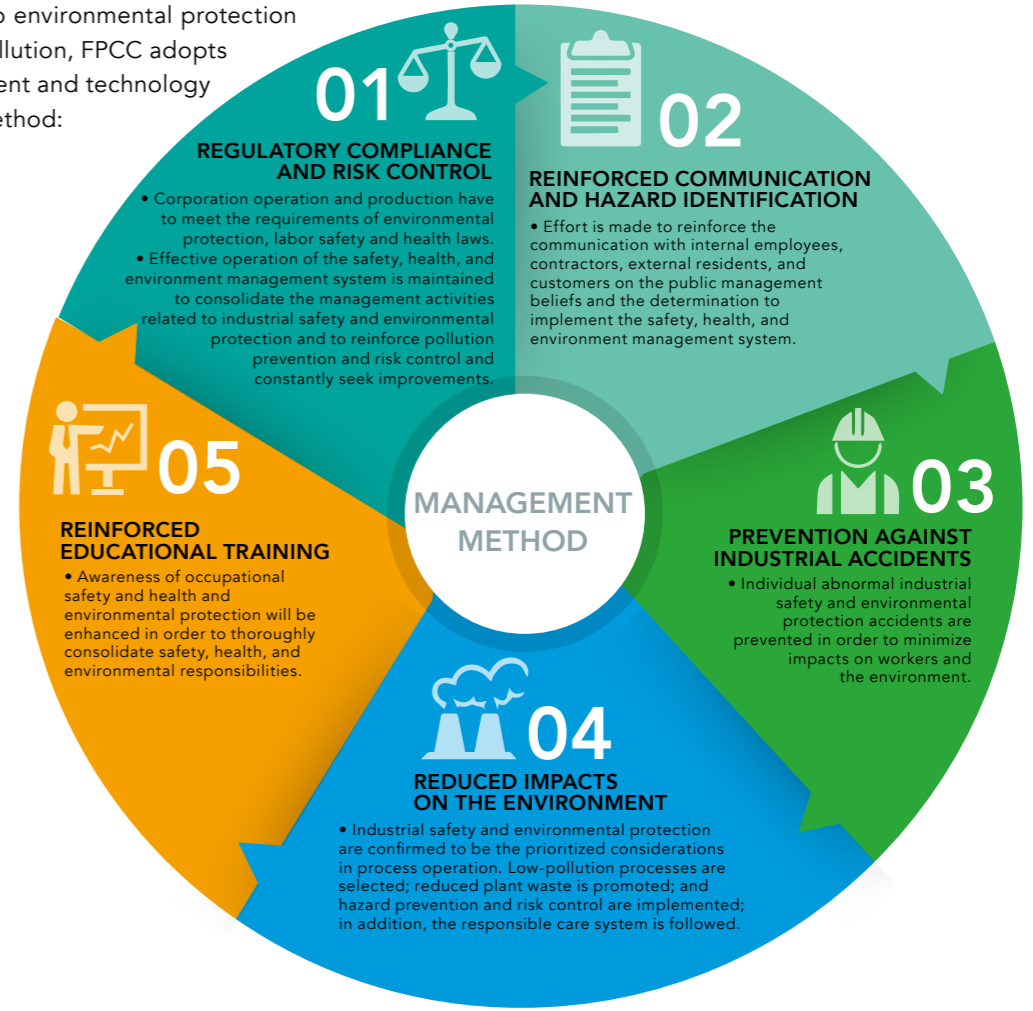 o environmental protection
llution, FPCC adopts
ent and technology
ethod:
01
REGULATORY COMPLIANCE
AND RISK CONTROL
• Corporation operation and production have
to meet the requirements of environmental
protection, labor safety and health laws.
• Effective operation of the safety, health, and
environment management system is maintained
to consolidate the management activities
related to industrial safety and environmental
protection and to reinforce pollution
prevention and risk control and
constantly seek improvements.
02
REINFORCED COMMUNICATION
AND HAZARD IDENTIFICATION
• Effort is made to reinforce the
communication with internal employees,
contractors, external residents, and
customers on the public management
beliefs and the determination to
implement the safety, health, and
environment management system.
03
PREVENTION AGAINST
INDUSTRIAL ACCIDENTS
• Individual abnormal industrial
safety and environmental
protection accidents are
prevented in order to minimize
impacts on workers and
the environment.
04
REDUCED IMPACTS
ON THE ENVIRONMENT
• Industrial safety and environmental protection
are confirmed to be the prioritized considerations
in process operation. Low-pollution processes are
selected; reduced plant waste is promoted; and
hazard prevention and risk control are implemented;
in addition, the responsible care system is followed.
05
REINFORCED
EDUCATIONAL TRAINING
• Awareness of occupational
safety and health and
environmental protection will be
enhanced in order to thoroughly
consolidate safety, health, and
environmental responsibilities.
MANAGEMENT
METHOD